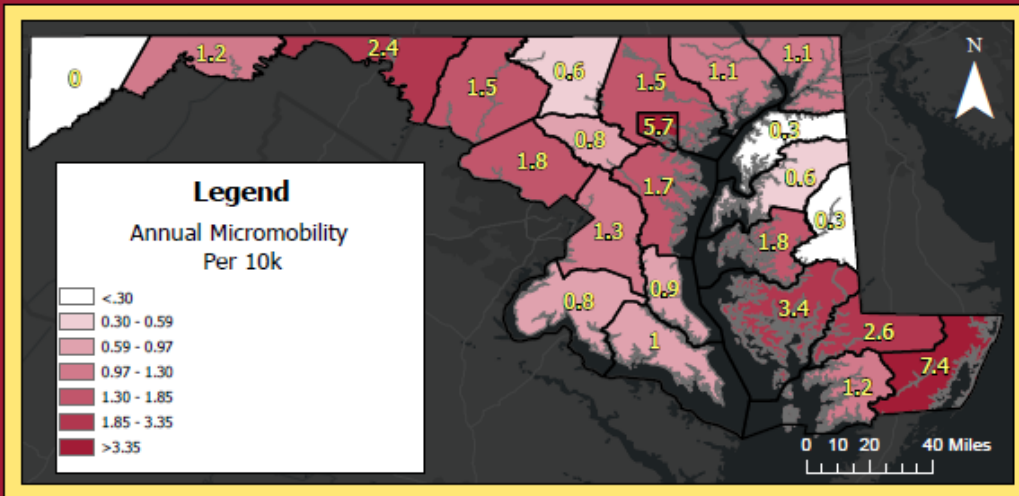 N
0
1.2
2.4
1.5
0.6
1.5
1.1
1.1
5.7
0.3
0.8
1.8
1.7
0.6
0.3
1.3
1.8
0.8
0.9
3.4
1
2.6
7.4
1.2
Legend
Annual Micromobility
Per 10k
<.30
0.30 - 0.59
0.59 - 0.97
0.97 - 1.30
1.30 - 1.85
1.85 - 3.35
>3.35
0 10 20 40 Miles